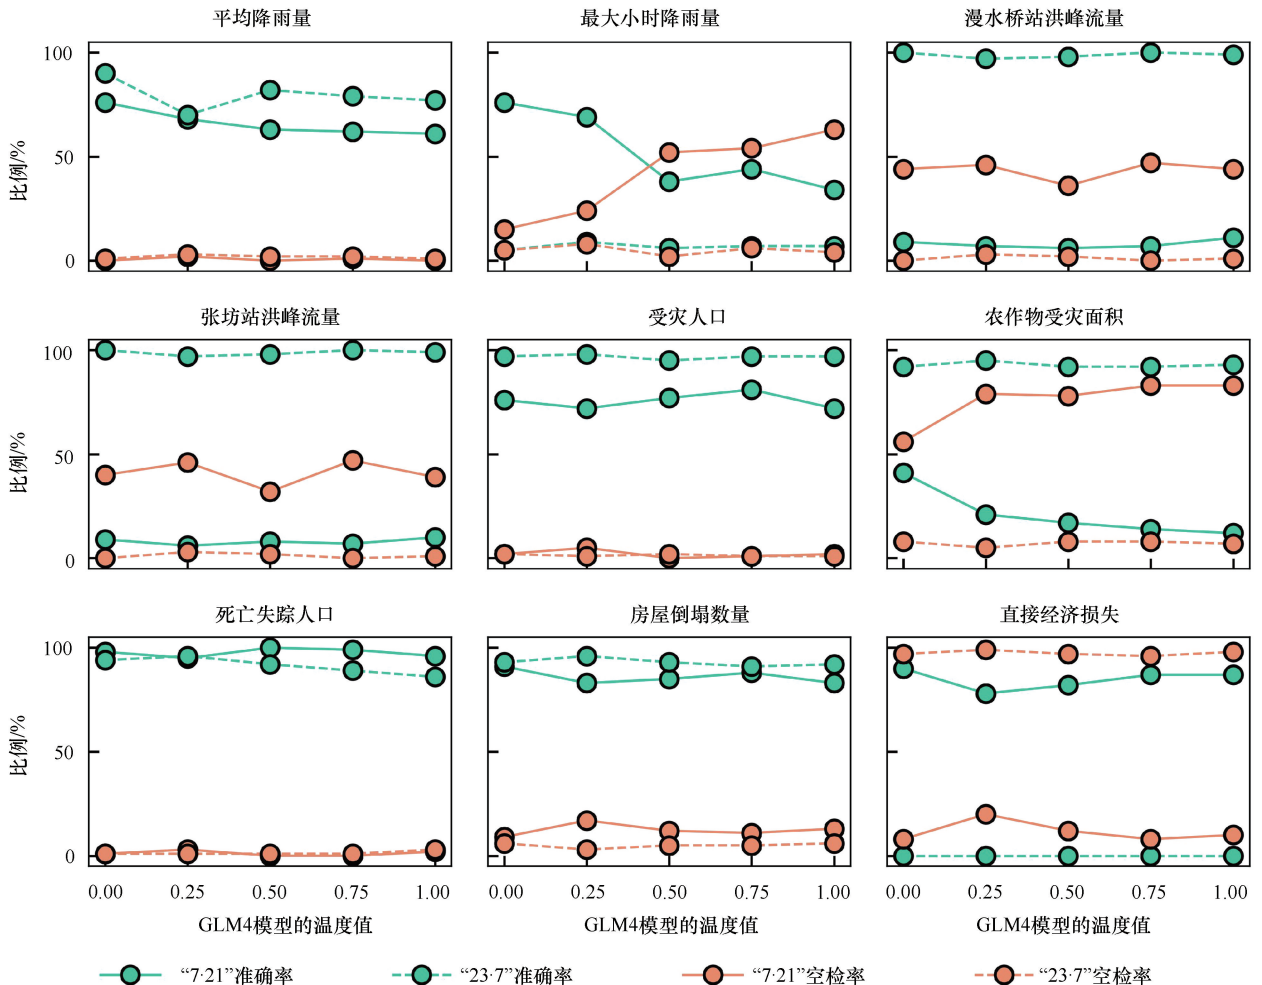 平均降雨量 最大小时降雨量 漫水桥站洪峰流量
100
50
0
比例/%
张坊站洪峰流量 受灾人口 农作物受灾面积
100
50
0
比例/%
死亡失踪人口 房屋倒塌数量 直接经济损失
100
50
0
比例/%
0.00 0.25 0.50 0.75 1.00 0.00 0.25 0.50 0.75 1.00 0.00 0.25 0.50 0.75 1.00
GLM4模型的温度值 GLM4模型的温度值 GLM4模型的温度值
“7·21”准确率 “23·7”准确率 “7·21”空检率 “23·7”空检率